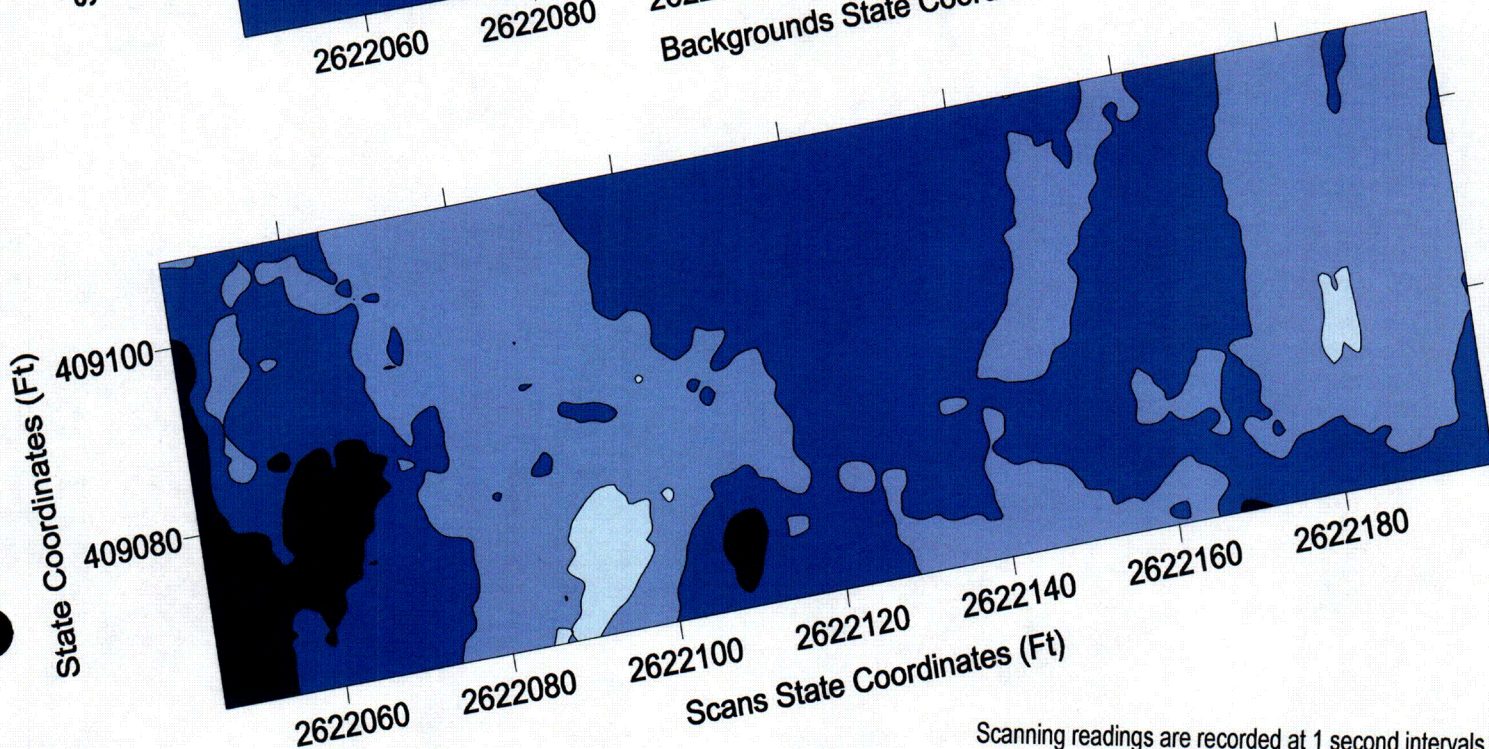 2622060
2622080
Backgrounds State
State Coordinates (Ft)
409100
409080
2622060
2622080
2622100
2622120
2622140
2622160
2622180
Scans State Coordinates (Ft)
Scanning readings are recorded at 1 second intervals